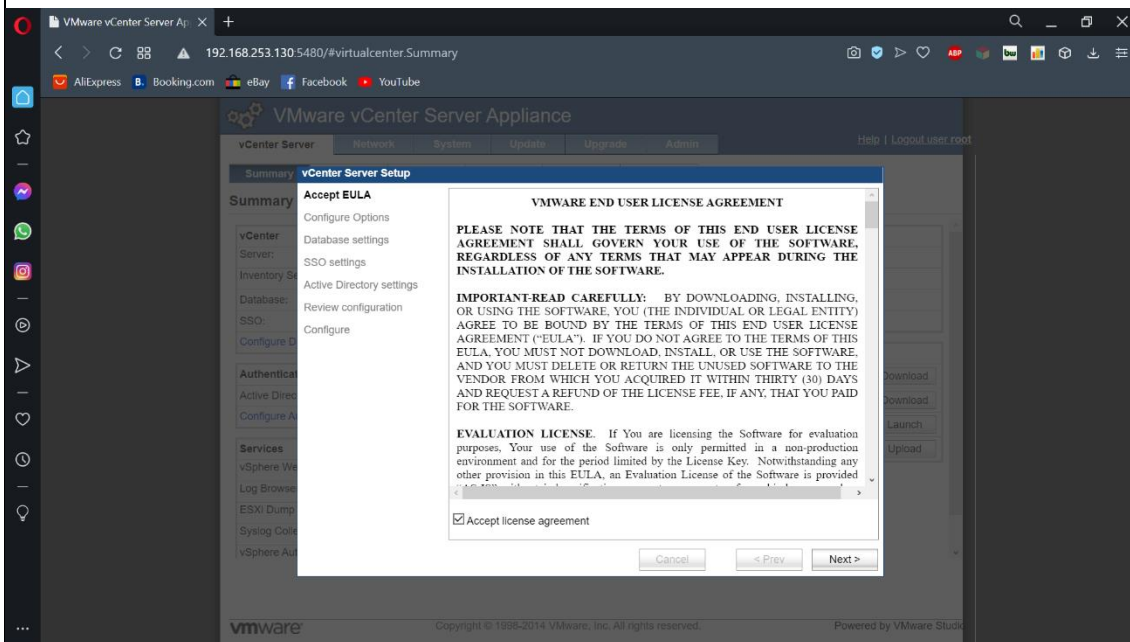 VMware vCenter Server Ap
192.168.253.130:5480/#virtualcenter.Summary
ABP
bw
AliExpress B. Booking.com eBay Facebook YouTube
VMware vCenter Server Appliance
vCenter Server Network System Update Upgrade Admin
Help | Logout user root
Summary
Summary
vCenter
Server:
Inventory Se
Database:
SSO:
Configure D
Authenticat
Active Direc
Configure A
Services
vSphere We
Log Browse
ESXi Dump
Syslog Colle
vSphere Aut
vCenter Server Setup
Accept EULA
Configure Options
Database settings
SSO settings
Active Directory settings
Review configuration
Configure
VMWARE END USER LICENSE AGREEMENT
PLEASE NOTE THAT THE TERMS OF THIS END USER LICENSE
AGREEMENT SHALL GOVERN YOUR USE OF THE SOFTWARE,
REGARDLESS OF ANY TERMS THAT MAY APPEAR DURING THE
INSTALLATION OF THE SOFTWARE.
IMPORTANT-READ CAREFULLY: BY DOWNLOADING, INSTALLING,
OR USING THE SOFTWARE, YOU (THE INDIVIDUAL OR LEGAL ENTITY)
AGREE TO BE BOUND BY THE TERMS OF THIS END USER LICENSE
AGREEMENT (“EULA”). IF YOU DO NOT AGREE TO THE TERMS OF THIS
EULA, YOU MUST NOT DOWNLOAD, INSTALL, OR USE THE SOFTWARE,
AND YOU MUST DELETE OR RETURN THE UNUSED SOFTWARE TO THE
VENDOR FROM WHICH YOU ACQUIRED IT WITHIN THIRTY (30) DAYS
AND REQUEST A REFUND OF THE LICENSE FEE, IF ANY, THAT YOU PAID
FOR THE SOFTWARE.
EVALUATION LICENSE. If You are licensing the Software for evaluation
purposes, Your use of the Software is only permitted in a non-production
environment and for the period limited by the License Key. Notwithstanding any
other provision in this EULA, an Evaluation License of the Software is provided
Accept license agreement
Cancel < Prev Next >
Download
Download
Launch
Upload
vmware
Copyright © 1998-2014 VMware, Inc. All rights reserved.
Powered by VMware Studio